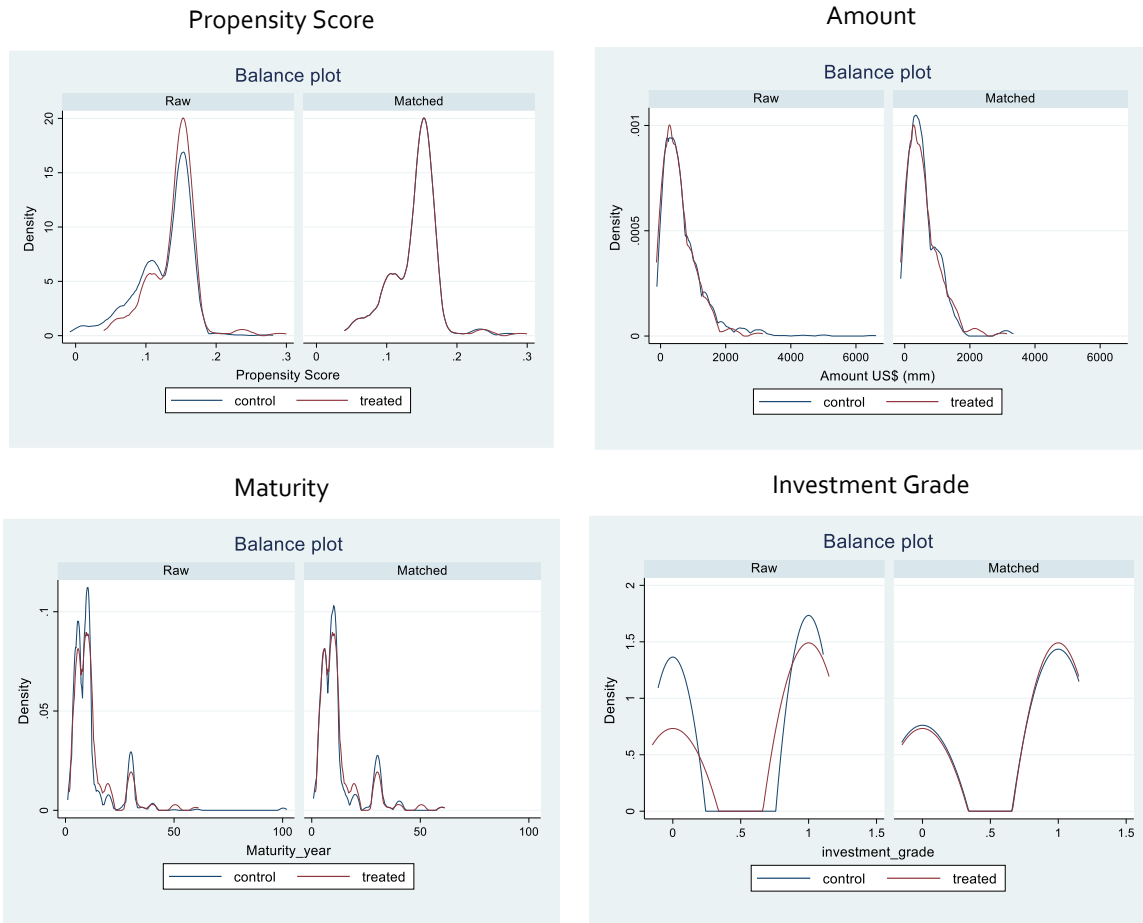 Propensity Score
Balance plot
Raw
Matched
Density
20
15
10
5
0
0
.1
.2
.3
0
.1
.2
.3
Propensity Score
control
treated
Amount
Balance plot
Raw
Matched
Density
.001
.0005
0
0
2000
4000
6000
0
2000
4000
6000
Amount US$ (mm)
control
treated
Maturity
Balance plot
Raw
Matched
Density
.1
.05
0
0
50
100
0
50
100
Maturity_year
control
treated
Investment Grade
Balance plot
Raw
Matched
Density
2
1.5
1
.5
0
0
.5
1
1.5
0
.5
1
1.5
investment_grade
control
treated